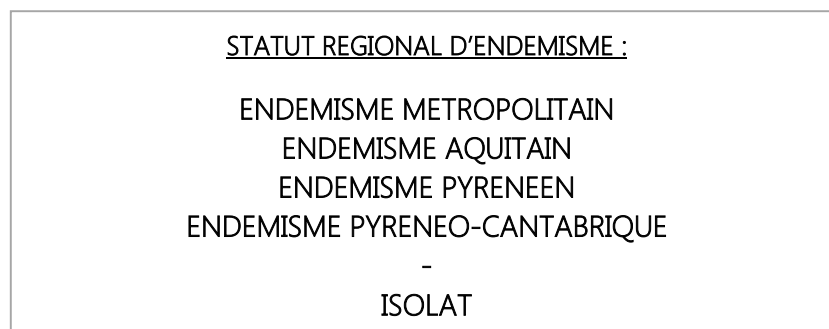 STATUT REGIONAL D’ENDEMISME :
ENDEMISME METROPOLITAIN
ENDEMISME AQUITAIN
ENDEMISME PYRENEEN
ENDEMISME PYRENEO-CANTABRIQUE
-
ISOLAT